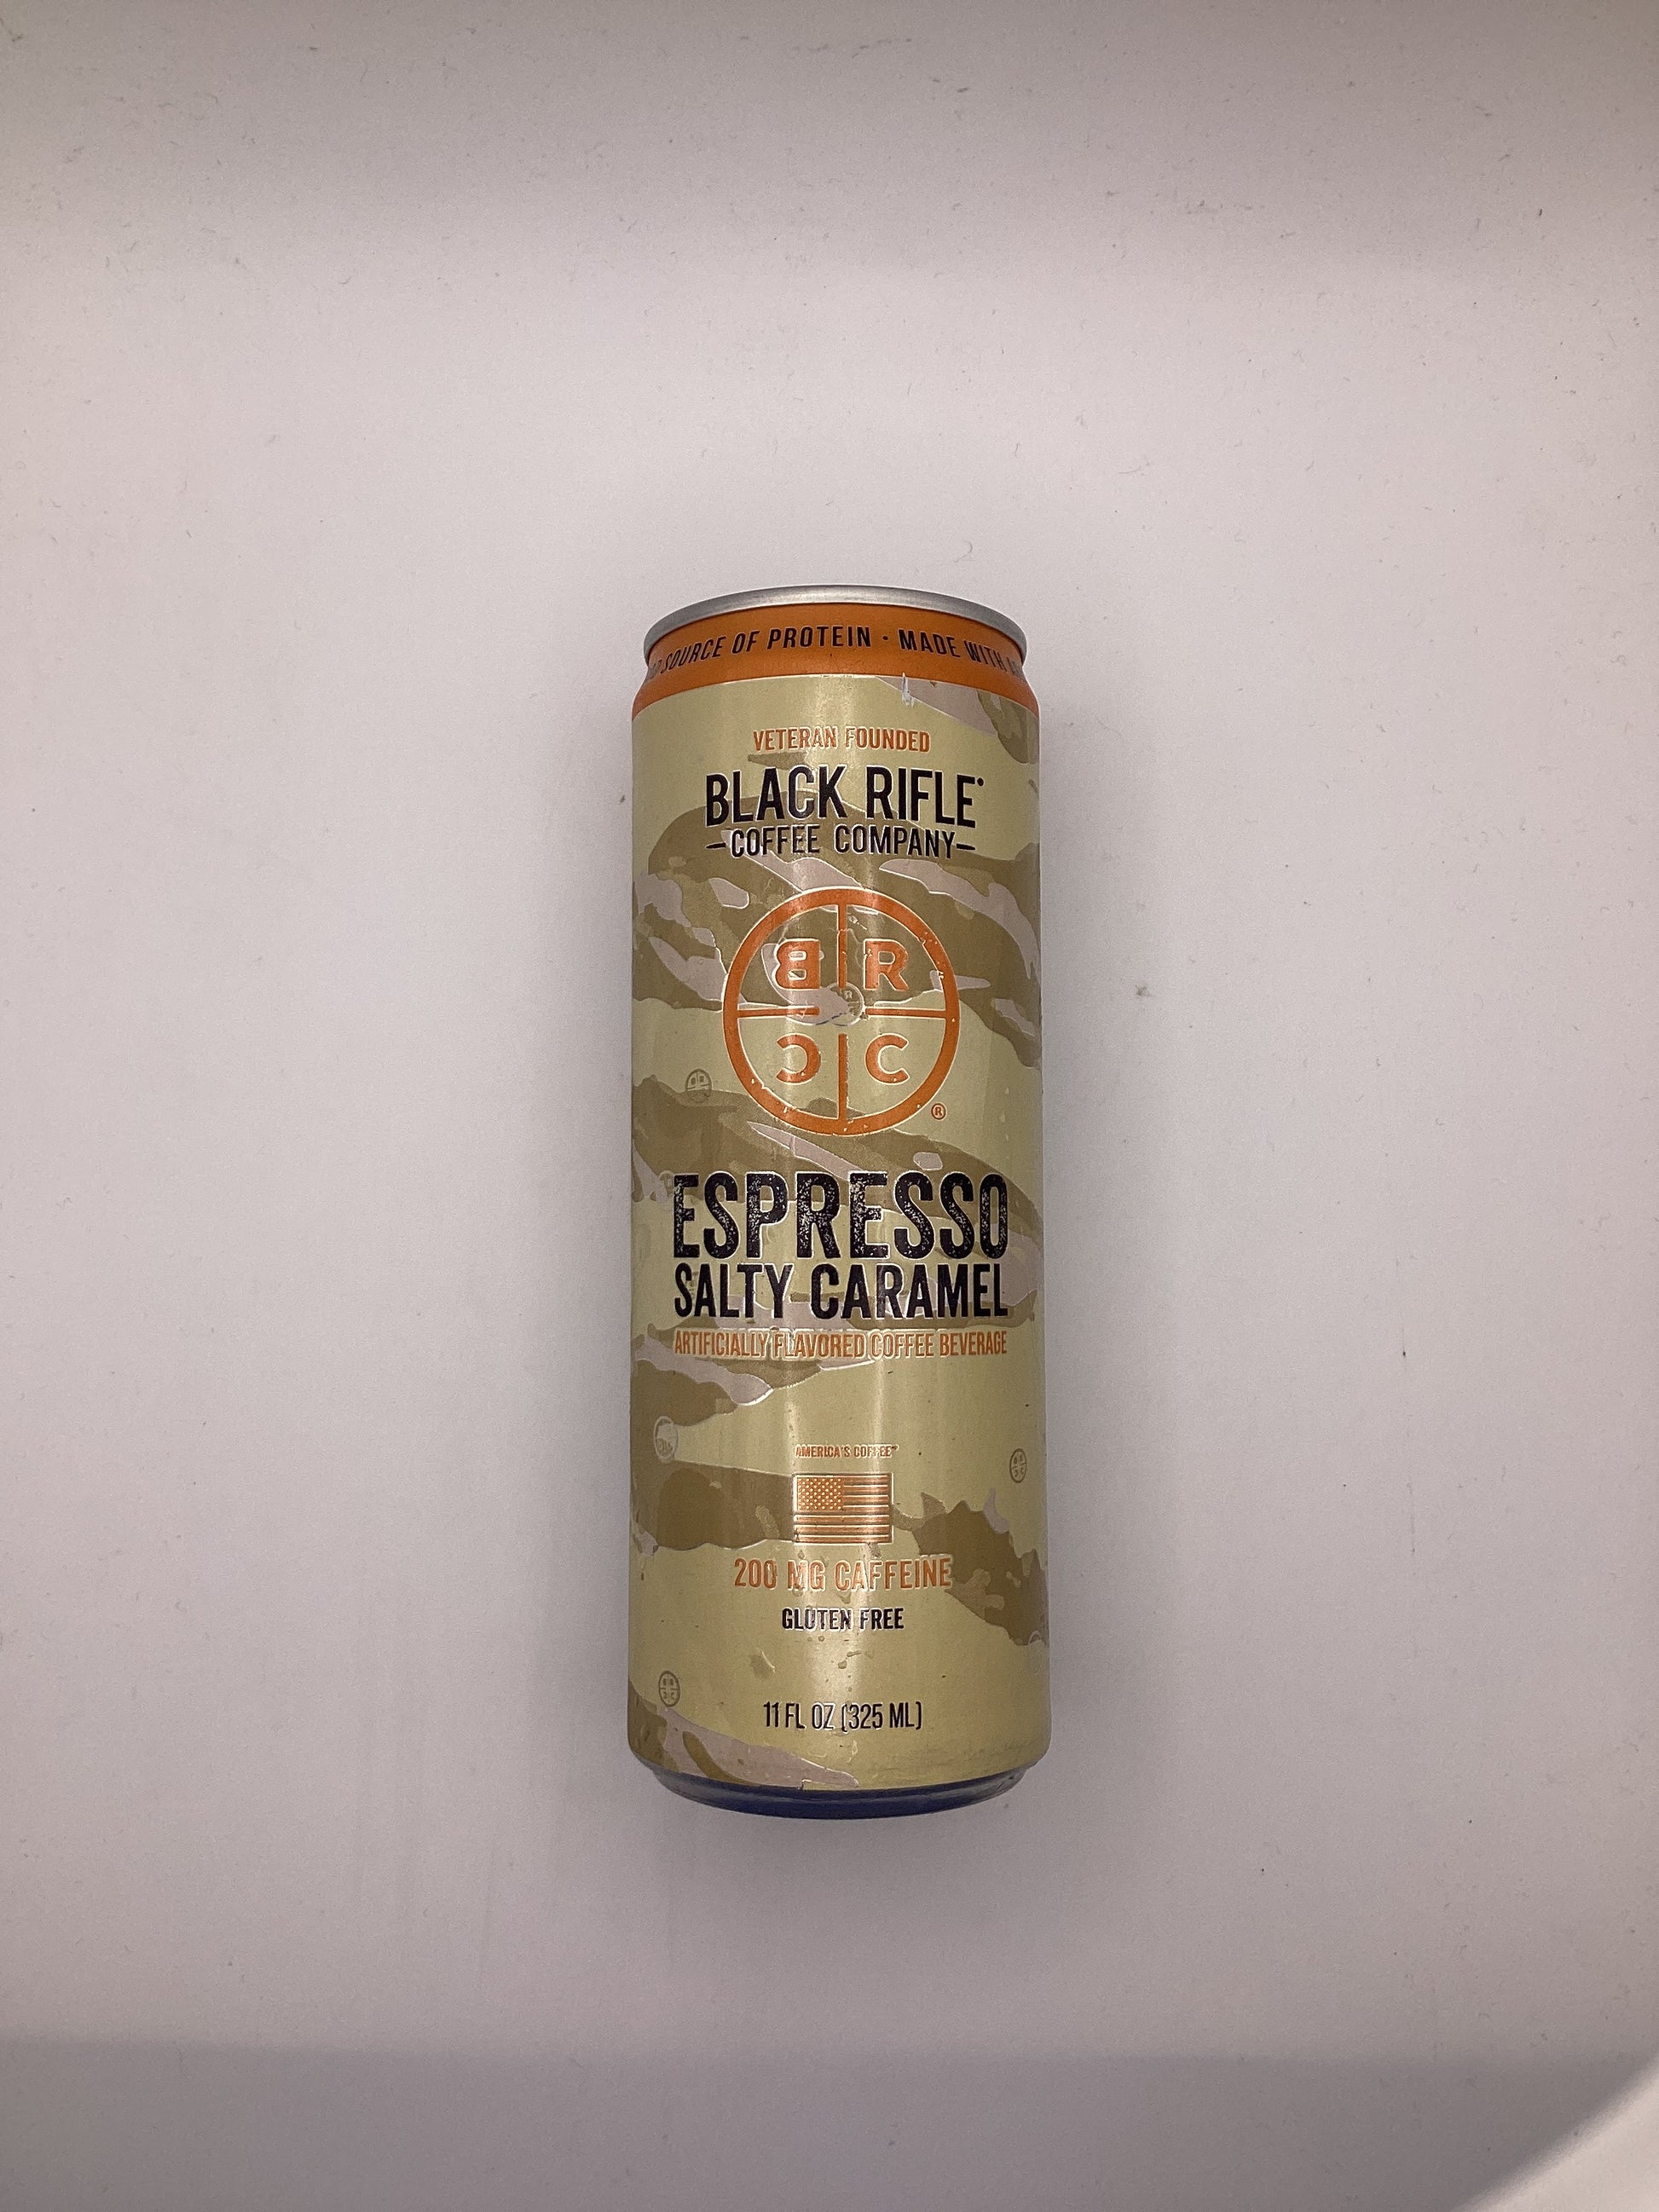 SOURCE OF PROTEIN · MADE WITH
VETERAN FOUNDED
BLACK RIFLE
COFFEE COMPANY
B R
C C
®
ESPRESSO
SALTY CARAMEL
ARTIFICIALLY FLAVORED COFFEE BEVERAGE
AMERICA'S COFFEE™
200 MG CAFFEINE
GLUTEN FREE
11 FL OZ (325 ML)